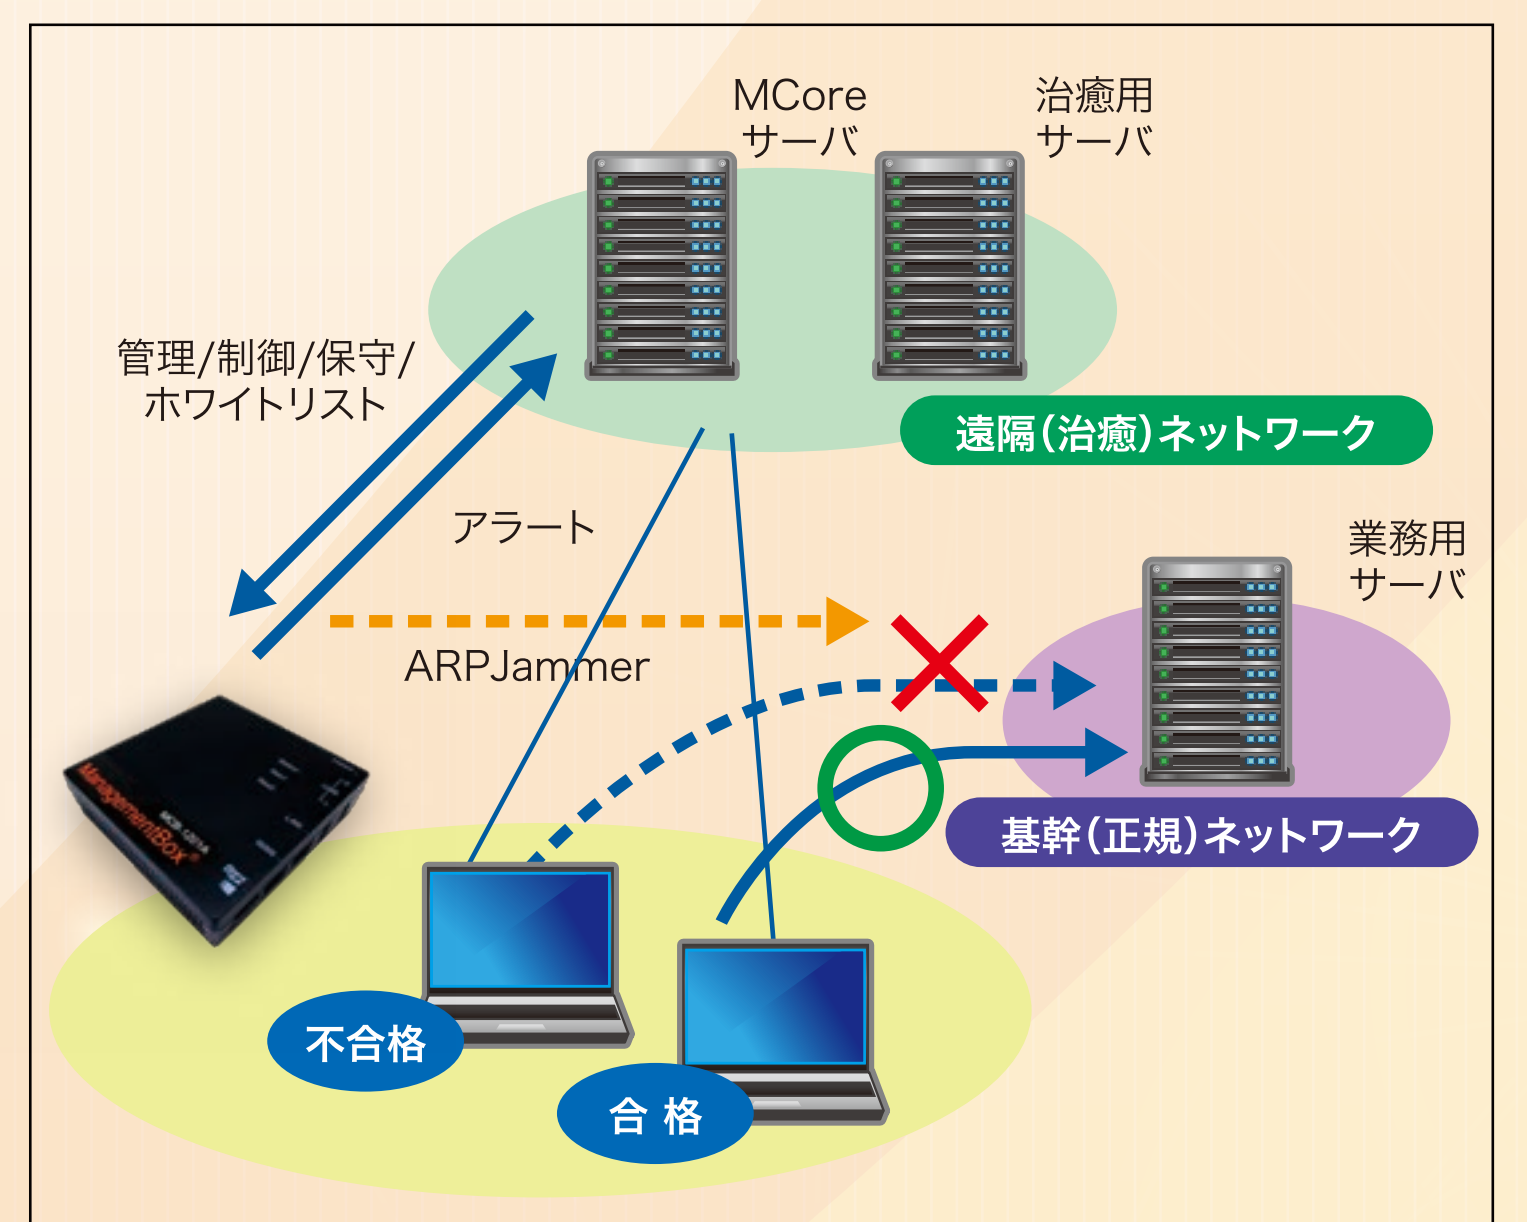 MCore
サーバ
治癒用
サーバ
管理/制御/保守/
ホワイトリスト
遠隔(治癒)ネットワーク
アラート
業務用
サーバ
ARPJammer
ManagementBox®
基幹(正規)ネットワーク
不合格
合 格